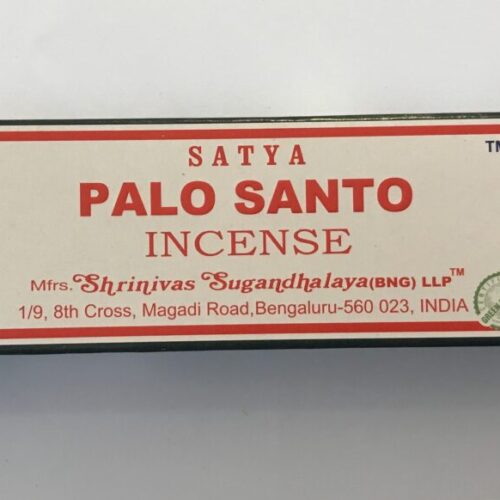 SATYA
TM
PALO SANTO
INCENSE
Mfrs. Shrinivas Sugandhalaya (BNG) LLP™
1/9, 8th Cross, Magadi Road,Bengaluru-560 023, INDIA
GREEN